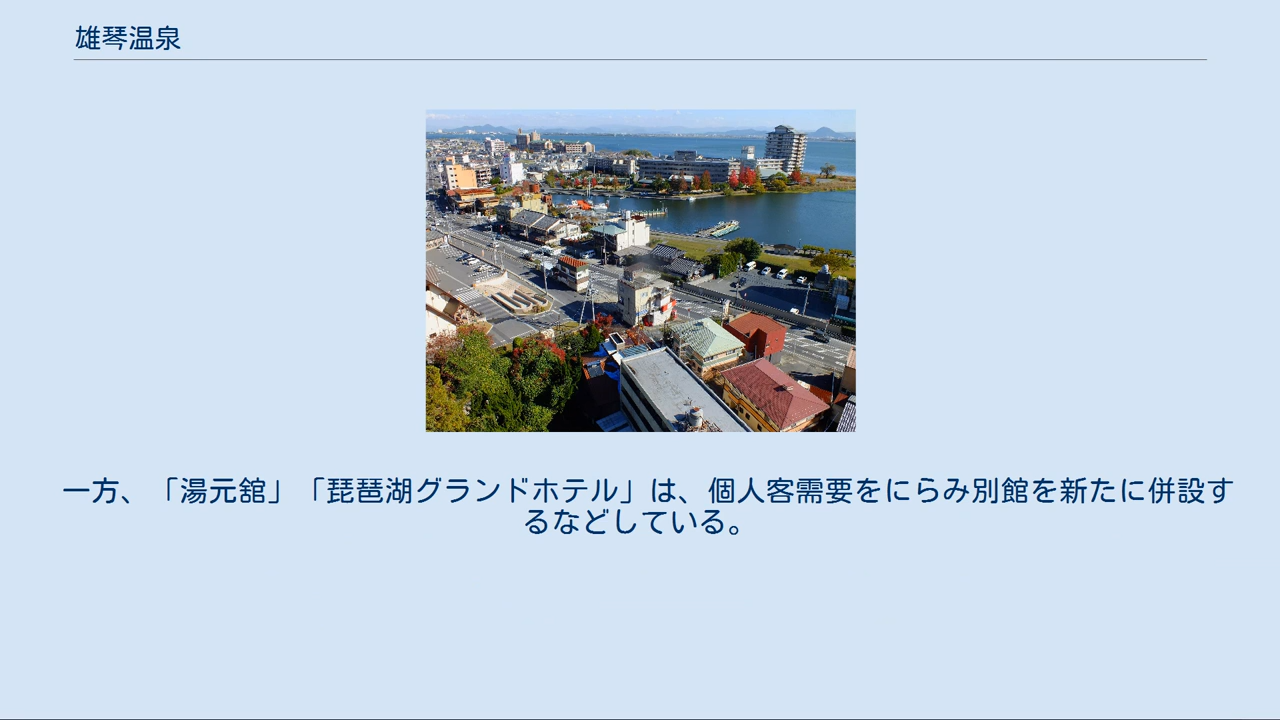 雄琴温泉
一方、「湯元舘」「琵琶湖グランドホテル」は、個人客需要をにらみ別館を新たに併設す
るなどしている。